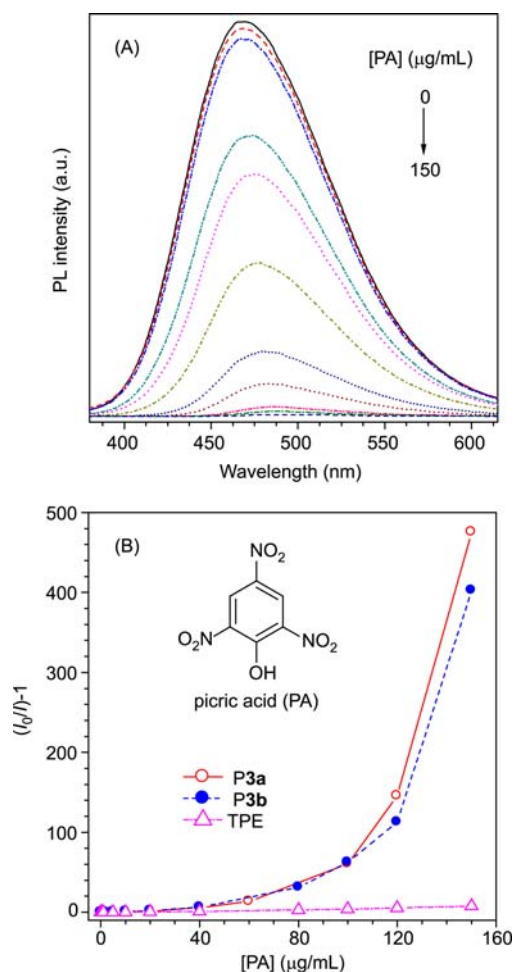 (A)
[PA] (μg/mL)
0
150
PL intensity (a.u.)
400 450 500 550 600
Wavelength (nm)
500
(B)
NO₂
400
O₂N NO₂
OH
300
picric acid (PA)
(I₀/I)-1
200
P3a
P3b
TPE
100
0
0 40 80 120 160
[PA] (μg/mL)